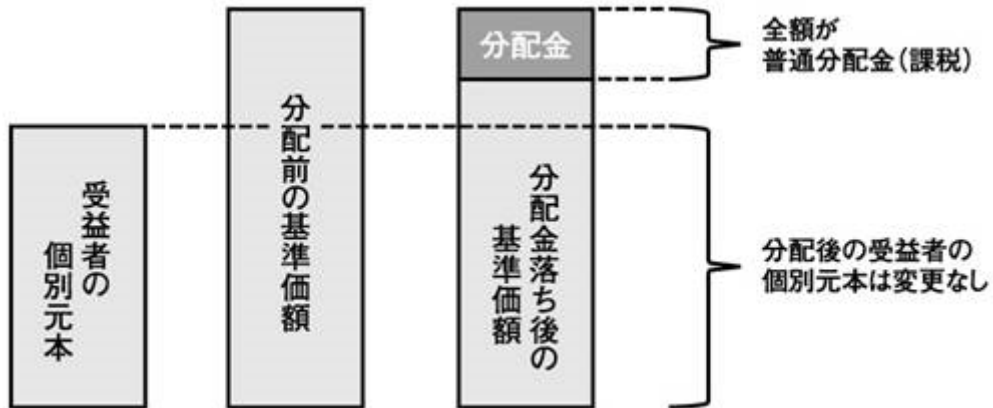 受益者の
個別元本
分配前の基準価額
分配金
分配金落ち後の
基準価額
全額が
普通分配金(課税)
分配後の受益者の
個別元本は変更なし